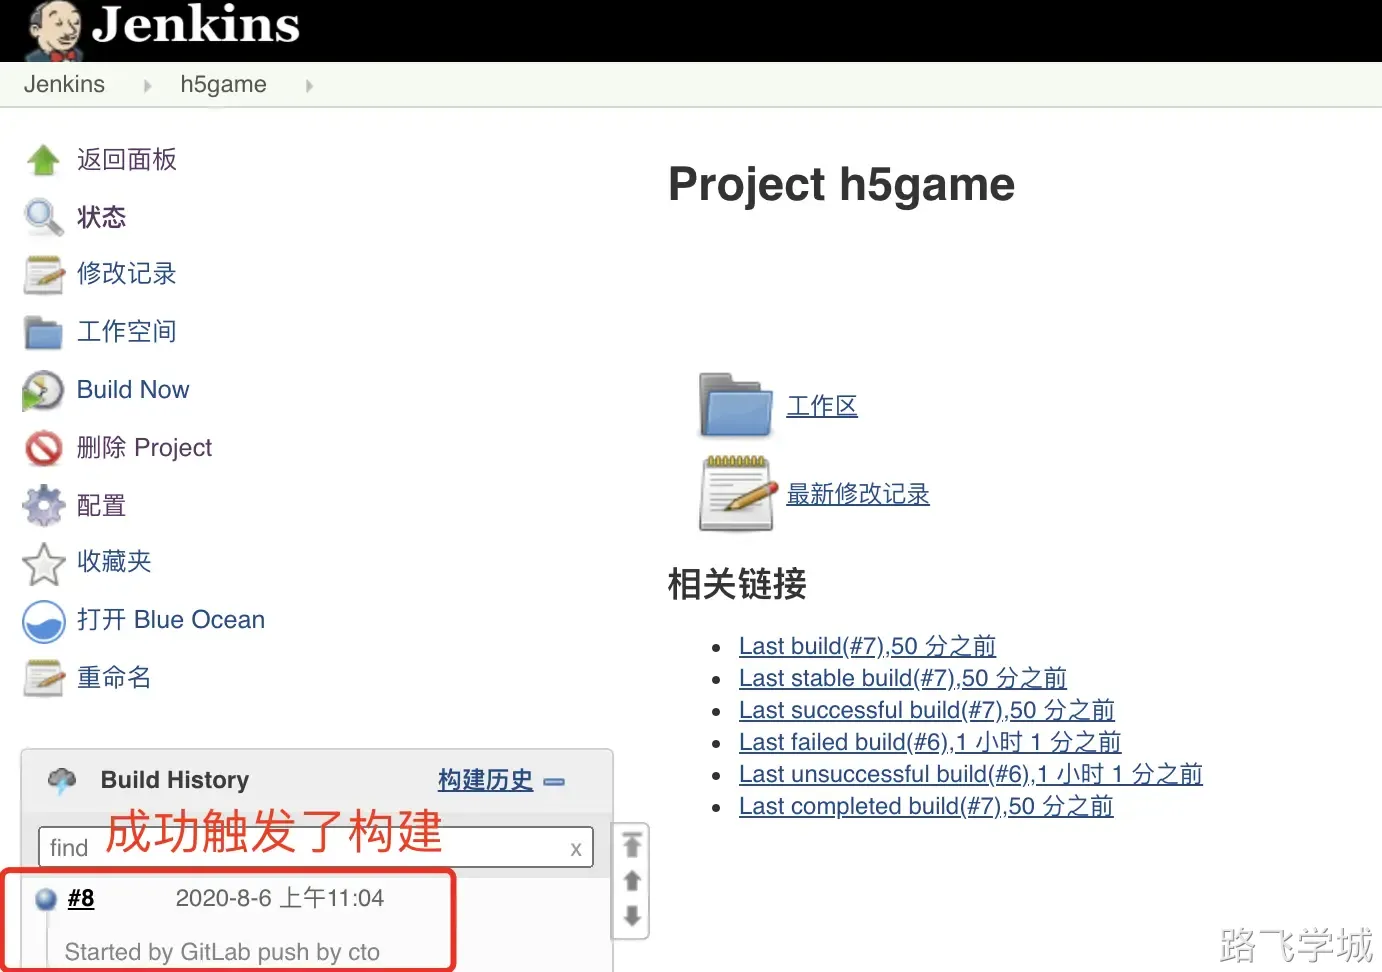 Jenkins
Jenkins h5game
返回面板
状态
修改记录
工作空间
Build Now
删除 Project
配置
收藏夹
打开 Blue Ocean
重命名
Build History 构建历史
成功触发了构建
find x
#8 2020-8-6 上午11:04
Started by GitLab push by cto
Project h5game
工作区
最新修改记录
相关链接
Last build(#7),50 分之前
Last stable build(#7),50 分之前
Last successful build(#7),50 分之前
Last failed build(#6),1 小时 1 分之前
Last unsuccessful build(#6),1 小时 1 分之前
Last completed build(#7),50 分之前
路飞学城